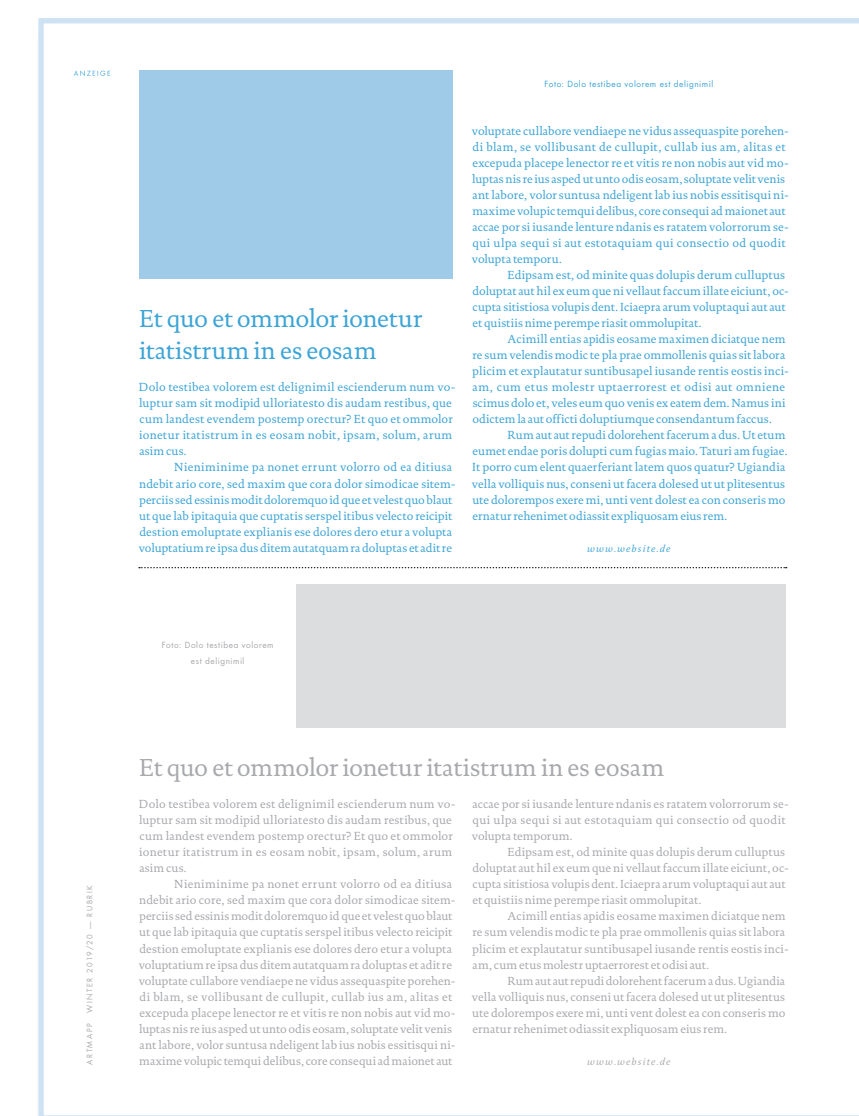 ANZEIGE
Foto: Dolo testibea volorem est delignimil
Et quo et ommolor ionetur
itatistrum in es eosam
Dolo testibea volorem est delignimil escienderum num vo-
luptur sam sit modipid ulloriatesto dis audam restibus, que
cum landest evendem postemp orectur? Et quo et ommolor
ionetur itatistrum in es eosam nobit, ipsam, solum, arum
asim cus.
Nieniminime pa nonet errunt volorro od ea ditiusa
ndebit ario core, sed maxim que cora dolor simodicae sitem-
perciis sed essinis modit doloremquo id que et velest quo blaut
ut que lab ipitaquia que cuptatis serspel itibus velecto reicipit
destion emoluptate explianis ese dolores dero etur a volupta
voluptatium re ipsa dus ditem autatquam ra doluptas et adit re
voluptate cullabore vendiaepe ne vidus assequaspite porehen-
di blam, se vollibusant de cullupit, cullab ius am, alitas et
excepuda placepe lenector re et vitis re non nobis aut vid mo-
luptas nis re ius asped ut unto odis eosam, soluptate velit venis
ant labore, volor suntusa ndeligent lab ius nobis essitisqui ni-
maxime volupic temqui delibus, core consequi ad maionet aut
accae por si iusande lenture ndanis es ratatem volorrorum se-
qui ulpa sequi si aut estotaquiam qui consectio od quodit
volupta temporu.
Edipsam est, od minite quas dolupis derum culluptus
doluptat aut hil ex eum que ni vellaut faccum illate eiciunt, oc-
cupta sitistiosa volupis dent. Iciaepra arum voluptaqui aut aut
et quistiis nime perempe riasit ommolupitat.
Acimill entias apidis eosame maximen diciatque nem
re sum velendis modic te pla prae ommollenis quias sit labora
plicim et explautatur suntibusapel iusande rentis eostis inci-
am, cum etus molestr uptaerrorest et odisi aut omniene
scimus dolo et, veles eum quo venis ex eatem dem. Namus ini
odictem la aut officti doluptiumque consendantum faccus.
Rum aut aut repudi dolorehent facerum a dus. Ut etum
eumet endae poris dolupti cum fugias maio. Taturi am fugiae.
It porro cum elent quaerferiant latem quos quatur? Ugiandia
vella volliquis nus, conseni ut facera dolesed ut ut plitesentus
ute dolorempos exere mi, unti vent dolest ea con conseris mo
ernatur rehenimet odiassit expliquosam eius rem.
www.website.de
Foto: Dolo testibea volorem
est delignimil
Et quo et ommolor ionetur itatistrum in es eosam
Dolo testibea volorem est delignimil escienderum num vo-
luptur sam sit modipid ulloriatesto dis audam restibus, que
cum landest evendem postemp orectur? Et quo et ommolor
ionetur itatistrum in es eosam nobit, ipsam, solum, arum
asim cus.
Nieniminime pa nonet errunt volorro od ea ditiusa
ndebit ario core, sed maxim que cora dolor simodicae sitem-
perciis sed essinis modit doloremquo id que et velest quo blaut
ut que lab ipitaquia que cuptatis serspel itibus velecto reicipit
destion emoluptate explianis ese dolores dero etur a volupta
voluptatium re ipsa dus ditem autatquam ra doluptas et adit re
voluptate cullabore vendiaepe ne vidus assequaspite porehen-
di blam, se vollibusant de cullupit, cullab ius am, alitas et
excepuda placepe lenector re et vitis re non nobis aut vid mo-
luptas nis re ius asped ut unto odis eosam, soluptate velit venis
ant labore, volor suntusa ndeligent lab ius nobis essitisqui ni-
maxime volupic temqui delibus, core consequi ad maionet aut
accae por si iusande lenture ndanis es ratatem volorrorum se-
qui ulpa sequi si aut estotaquiam qui consectio od quodit
volupta temporum.
Edipsam est, od minite quas dolupis derum culluptus
doluptat aut hil ex eum que ni vellaut faccum illate eiciunt, oc-
cupta sitistiosa volupis dent. Iciaepra arum voluptaqui aut aut
et quistiis nime perempe riasit ommolupitat.
Acimill entias apidis eosame maximen diciatque nem
re sum velendis modic te pla prae ommollenis quias sit labora
plicim et explautatur suntibusapel iusande rentis eostis inci-
am, cum etus molestr uptaerrorest et odisi aut.
Rum aut aut repudi dolorehent facerum a dus. Ugiandia
vella volliquis nus, conseni ut facera dolesed ut ut plitesentus
ute dolorempos exere mi, unti vent dolest ea con conseris mo
ernatur rehenimet odiassit expliquosam eius rem.
www.website.de
ARTMAPP WINTER 2019/20 — RUBRIK